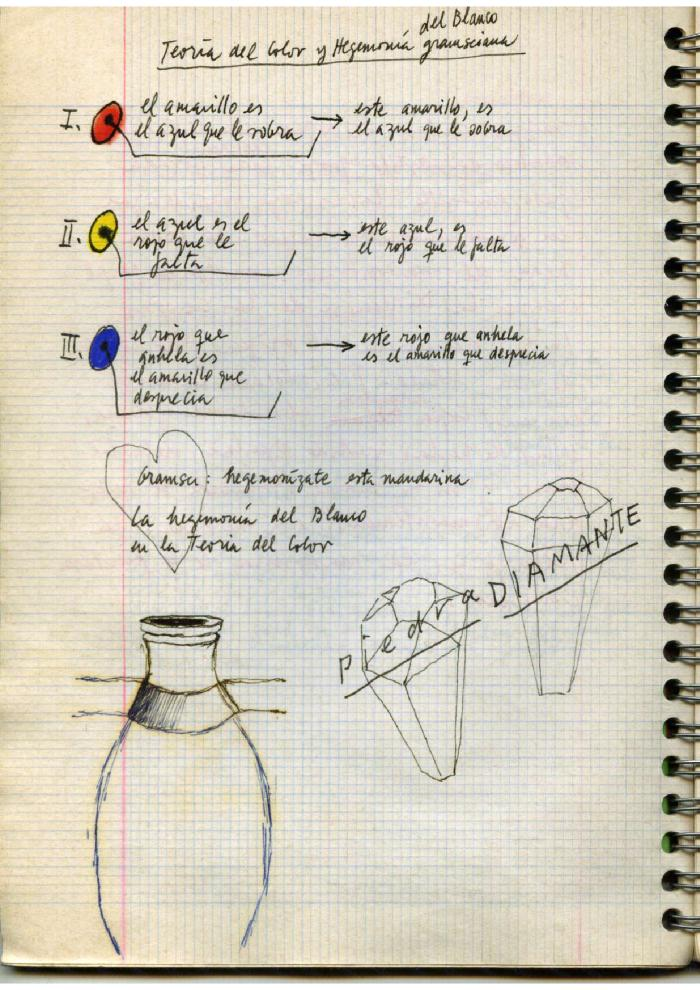 del Blanco
Teoría del Color y Hegemonía gramsciana
I. el amarillo es
el azul que le sobra
→ este amarillo, es
el azul que le sobra
II. el azul es el
rojo que le
falta
→ este azul, es
el rojo que le falta
III. el rojo que
anhela es
el amarillo que
desprecia
→ este rojo que anhela
es el amarillo que desprecia
Gramsci: hegemonízate esta mandarina
La hegemonía del Blanco
en la Teoría del Color
Piedra DIAMANTE